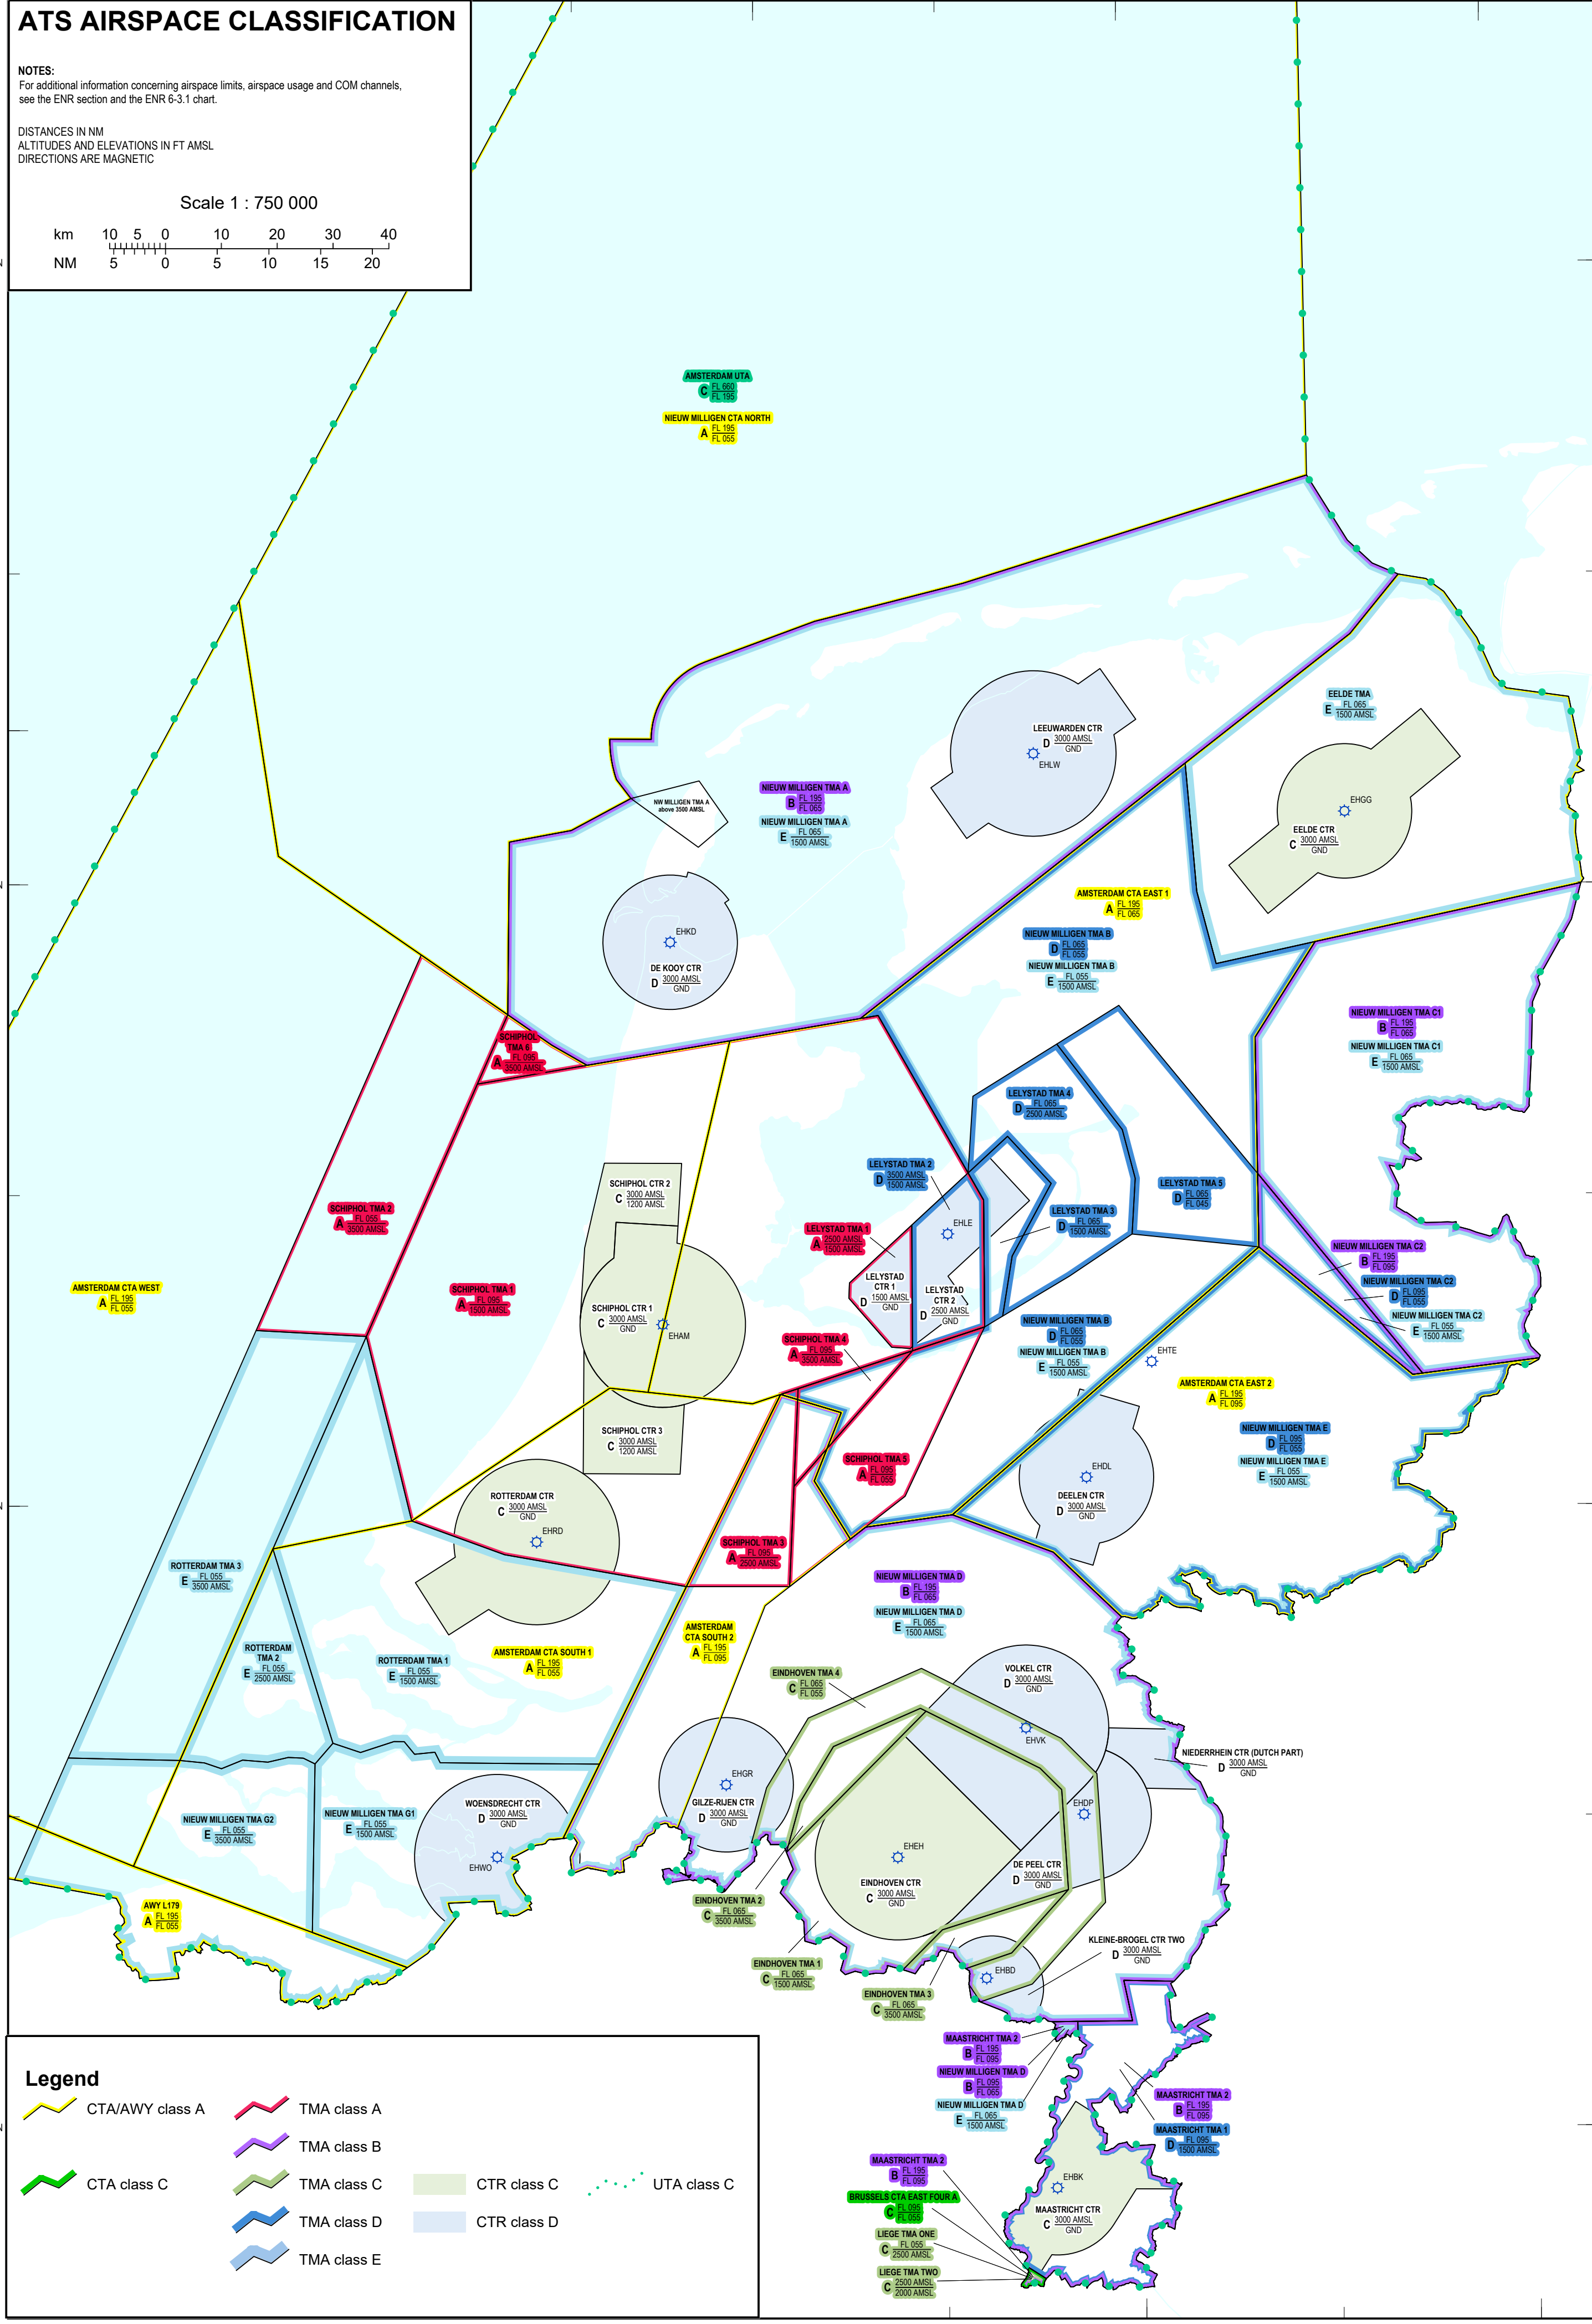 ATS AIRSPACE CLASSIFICATION
NOTES:
For additional information concerning airspace limits, airspace usage and COM channels,
see the ENR section and the ENR 6-3.1 chart.
DISTANCES IN NM
ALTITUDES AND ELEVATIONS IN FT AMSL
DIRECTIONS ARE MAGNETIC
Scale 1 : 750 000
km 10 5 0 10 20 30 40
NM 5 0 5 10 15 20
AMSTERDAM UTA
C FL 660
FL 195
NIEUW MILLIGEN CTA NORTH
A FL 195
FL 055
EELDE TMA
E FL 065
1500 AMSL
LEEUWARDEN CTR
D 3000 AMSL
GND
EHLW
NW MILLIGEN TMA A
above 3500 AMSL
NIEUW MILLIGEN TMA A
B FL 195
FL 065
NIEUW MILLIGEN TMA A
E FL 065
1500 AMSL
EHGG
EELDE CTR
C 3000 AMSL
GND
AMSTERDAM CTA EAST 1
A FL 195
FL 065
NIEUW MILLIGEN TMA B
D FL 065
FL 055
NIEUW MILLIGEN TMA B
E FL 055
1500 AMSL
EHKD
DE KOOY CTR
D 3000 AMSL
GND
NIEUW MILLIGEN TMA C1
B FL 195
FL 065
NIEUW MILLIGEN TMA C1
E FL 065
1500 AMSL
SCHIPHOL
TMA 6
A FL 095
3500 AMSL
LELYSTAD TMA 4
D FL 065
2500 AMSL
LELYSTAD TMA 2
D 3500 AMSL
1500 AMSL
SCHIPHOL CTR 2
C 3000 AMSL
1200 AMSL
LELYSTAD TMA 5
D FL 065
FL 045
SCHIPHOL TMA 2
A FL 055
3500 AMSL
LELYSTAD TMA 3
D FL 065
1500 AMSL
LELYSTAD TMA 1
A 2500 AMSL
1500 AMSL
EHLE
NIEUW MILLIGEN TMA C2
B FL 195
FL 095
NIEUW MILLIGEN TMA C2
D FL 095
FL 055
NIEUW MILLIGEN TMA C2
E FL 055
1500 AMSL
AMSTERDAM CTA WEST
A FL 195
FL 055
SCHIPHOL TMA 1
A FL 095
1500 AMSL
LELYSTAD
CTR 1
D 1500 AMSL
GND
LELYSTAD
CTR 2
D 2500 AMSL
GND
SCHIPHOL CTR 1
C 3000 AMSL
GND
EHAM
SCHIPHOL TMA 4
A FL 095
3500 AMSL
NIEUW MILLIGEN TMA B
D FL 065
FL 055
NIEUW MILLIGEN TMA B
E FL 055
1500 AMSL
EHTE
AMSTERDAM CTA EAST 2
A FL 195
FL 095
SCHIPHOL CTR 3
C 3000 AMSL
1200 AMSL
NIEUW MILLIGEN TMA E
D FL 095
FL 055
NIEUW MILLIGEN TMA E
E FL 055
1500 AMSL
SCHIPHOL TMA 5
A FL 095
FL 055
EHDL
DEELEN CTR
D 3000 AMSL
GND
ROTTERDAM CTR
C 3000 AMSL
GND
EHRD
SCHIPHOL TMA 3
A FL 095
2500 AMSL
ROTTERDAM TMA 3
E FL 055
3500 AMSL
NIEUW MILLIGEN TMA D
B FL 195
FL 065
NIEUW MILLIGEN TMA D
E FL 065
1500 AMSL
AMSTERDAM
CTA SOUTH 2
A FL 195
FL 095
ROTTERDAM
TMA 2
E FL 055
2500 AMSL
ROTTERDAM TMA 1
E FL 055
1500 AMSL
AMSTERDAM CTA SOUTH 1
A FL 195
FL 055
EINDHOVEN TMA 4
C FL 065
FL 055
VOLKEL CTR
D 3000 AMSL
GND
EHVK
NIEDERRHEIN CTR (DUTCH PART)
D 3000 AMSL
GND
EHGR
GILZE-RIJEN CTR
D 3000 AMSL
GND
EHDP
WOENSDRECHT CTR
D 3000 AMSL
GND
EHWO
NIEUW MILLIGEN TMA G1
E FL 055
1500 AMSL
NIEUW MILLIGEN TMA G2
E FL 055
3500 AMSL
EHEH
EINDHOVEN CTR
C 3000 AMSL
GND
DE PEEL CTR
D 3000 AMSL
GND
AWY L179
A FL 195
FL 055
EINDHOVEN TMA 2
C FL 065
3500 AMSL
KLEINE-BROGEL CTR TWO
D 3000 AMSL
GND
EINDHOVEN TMA 1
C FL 065
1500 AMSL
EHBD
EINDHOVEN TMA 3
C FL 065
3500 AMSL
MAASTRICHT TMA 2
B FL 195
FL 095
NIEUW MILLIGEN TMA D
B FL 095
FL 065
NIEUW MILLIGEN TMA D
E FL 065
1500 AMSL
MAASTRICHT TMA 2
B FL 195
FL 095
MAASTRICHT TMA 1
D FL 095
1500 AMSL
MAASTRICHT TMA 2
B FL 195
FL 095
BRUSSELS CTA EAST FOUR A
C FL 095
FL 055
LIEGE TMA ONE
C FL 055
2500 AMSL
LIEGE TMA TWO
C 2500 AMSL
2000 AMSL
EHBK
MAASTRICHT CTR
C 3000 AMSL
GND
Legend
CTA/AWY class A
TMA class A
TMA class B
CTA class C
TMA class C
CTR class C
UTA class C
TMA class D
CTR class D
TMA class E